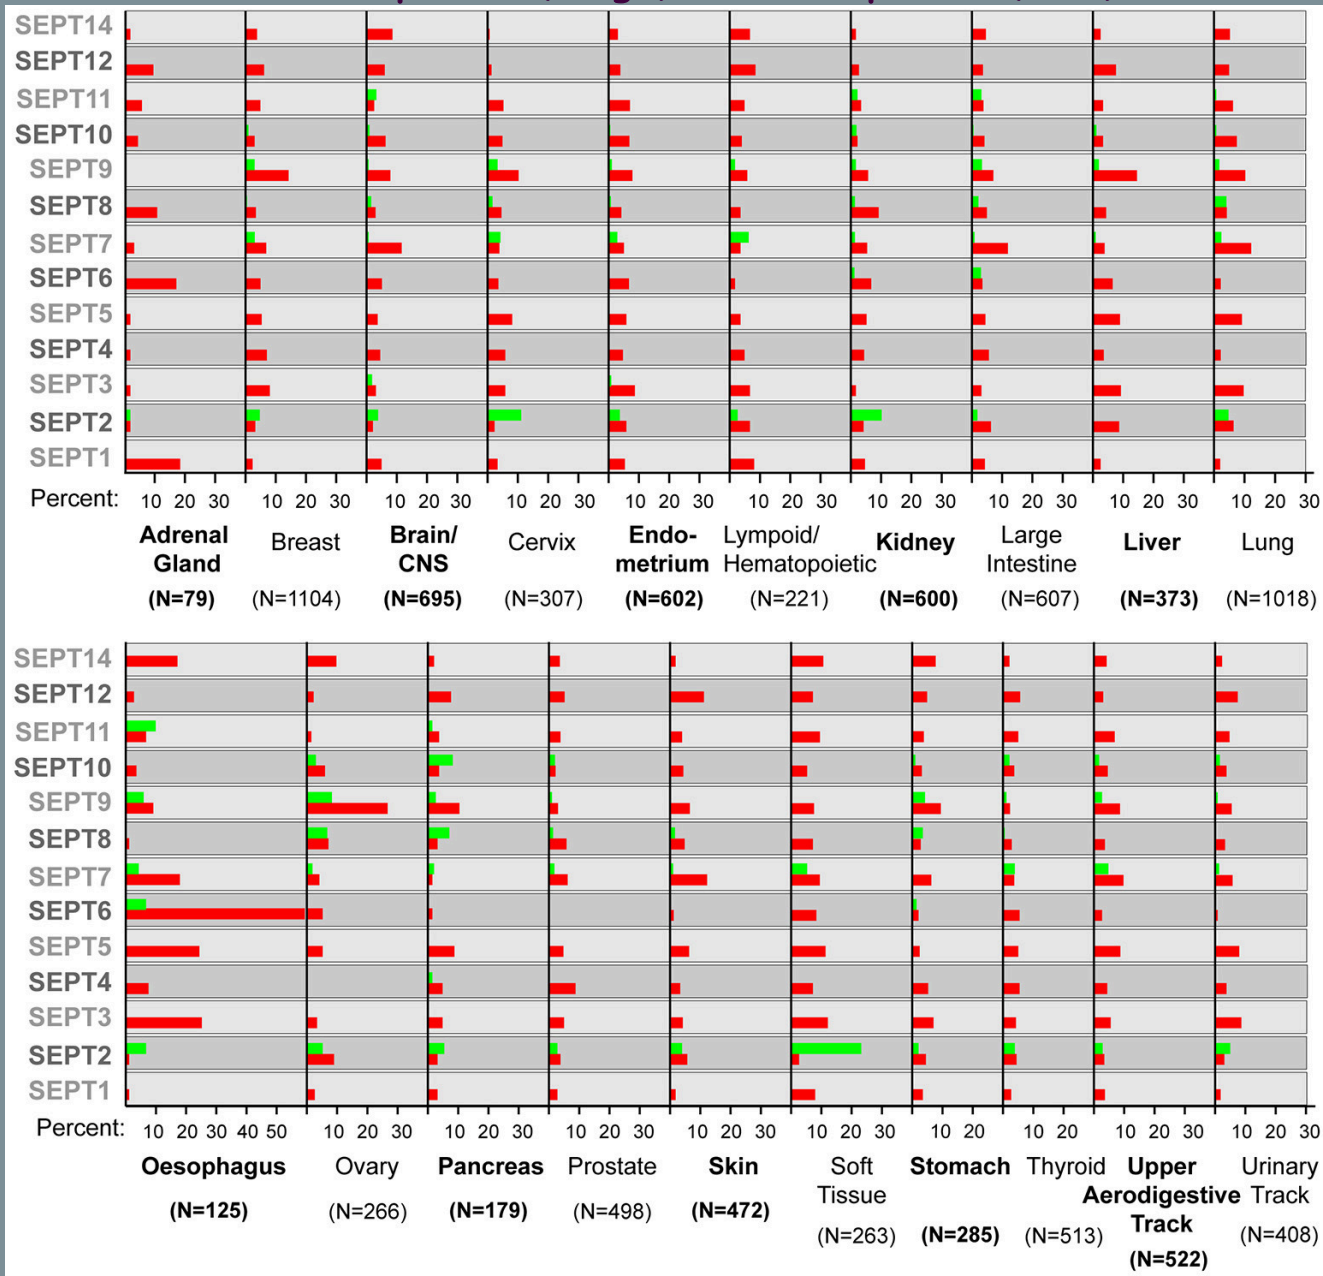 SEPT14
SEPT12
SEPT11
SEPT10
SEPT9
SEPT8
SEPT7
SEPT6
SEPT5
SEPT4
SEPT3
SEPT2
SEPT1
Percent: 10 20 30 10 20 30 10 20 30 10 20 30 10 20 30 10 20 30 10 20 30 10 20 30 10 20 30 10 20 30
Adrenal Gland
(N=79)
Breast
(N=1104)
Brain/
CNS
(N=695)
Cervix
(N=307)
Endo-
metrium
(N=602)
Lympoid/
Hematopoietic
(N=221)
Kidney
(N=600)
Large
Intestine
(N=607)
Liver
(N=373)
Lung
(N=1018)
SEPT14
SEPT12
SEPT11
SEPT10
SEPT9
SEPT8
SEPT7
SEPT6
SEPT5
SEPT4
SEPT3
SEPT2
SEPT1
Percent: 10 20 30 40 50 10 20 30 10 20 30 10 20 30 10 20 30 10 20 30 10 20 10 20 10 20 30 10 20 30
Oesophagus
(N=125)
Ovary
(N=266)
Pancreas
(N=179)
Prostate
(N=498)
Skin
(N=472)
Soft
Tissue
(N=263)
Stomach
(N=285)
Thyroid
(N=513)
Upper
Aerodigestive
Track
(N=522)
Urinary
Track
(N=408)